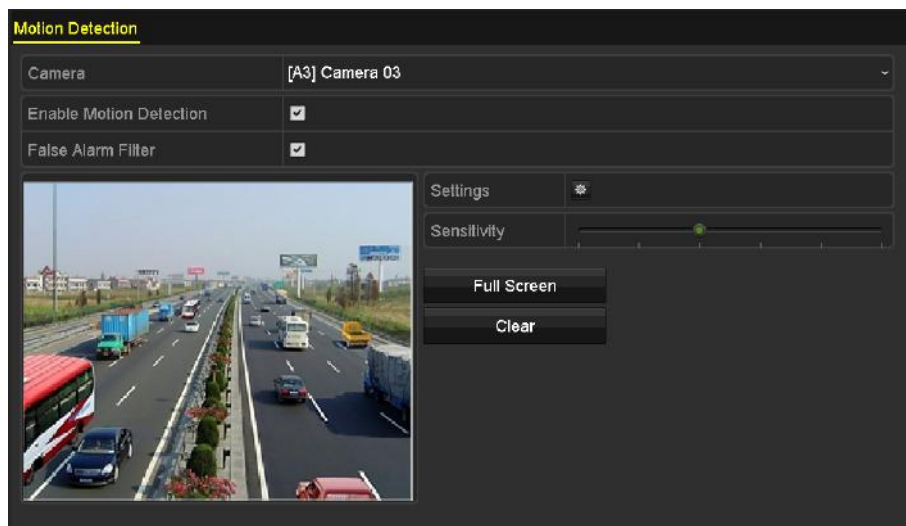 Motion Detection
Camera [A3] Camera 03
Enable Motion Detection
False Alarm Filter
Settings
Sensitivity
Full Screen
Clear